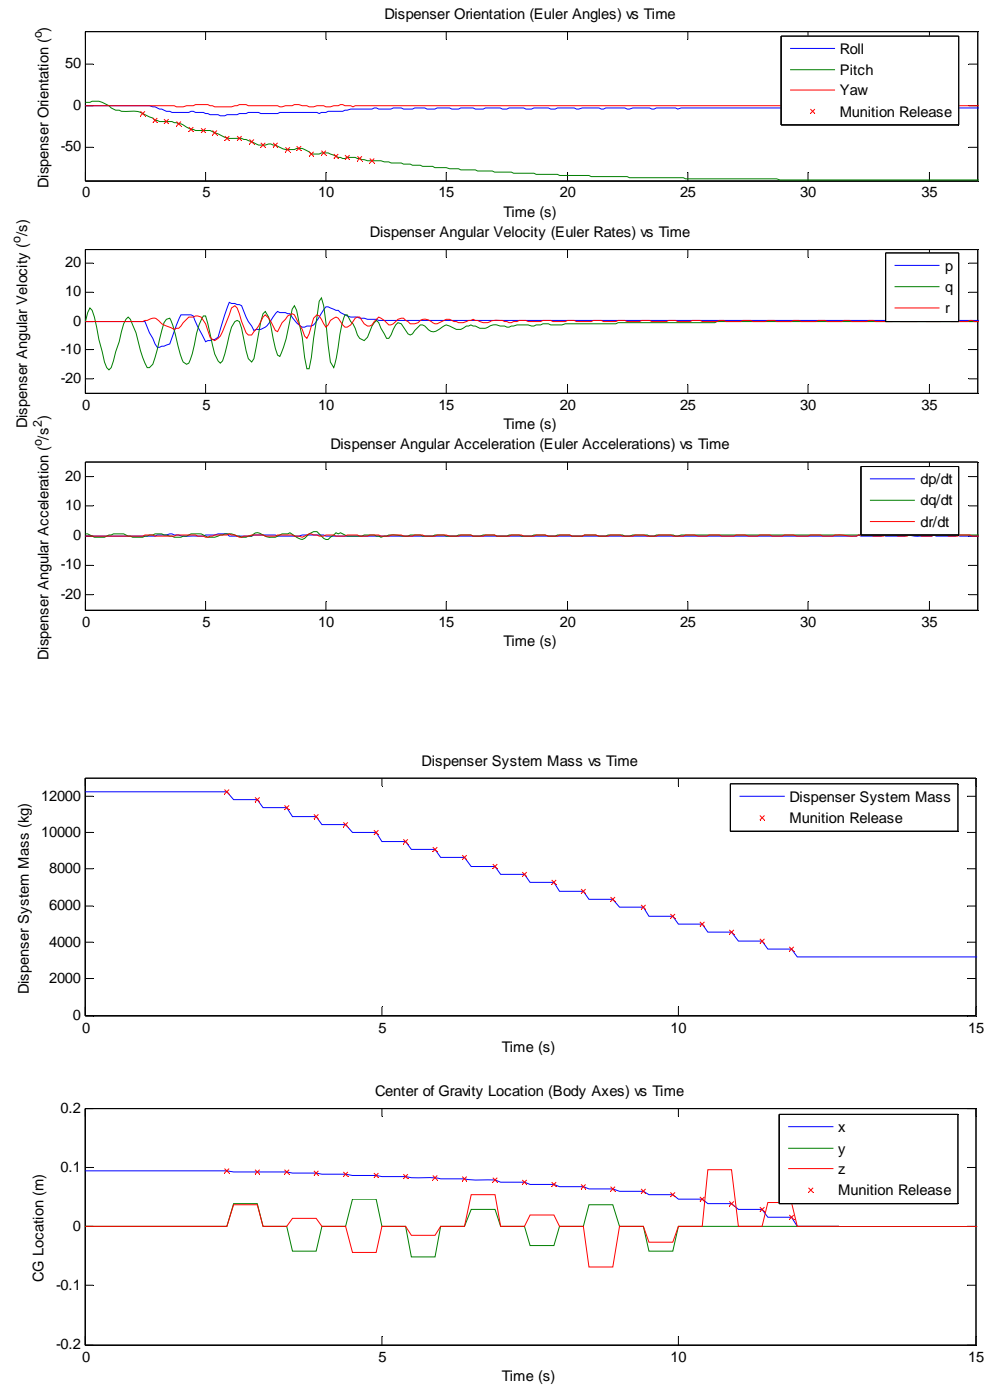 Dispenser Orientation (Euler Angles) vs Time
Dispenser Orientation (º)
50
0
-50
0 5 10 15 20 25 30 35
Time (s)
Roll
Pitch
Yaw
Munition Release
Dispenser Angular Velocity (Euler Rates) vs Time
Dispenser Angular Velocity (º/s)
20
10
0
-10
-20
0 5 10 15 20 25 30 35
Time (s)
p
q
r
Dispenser Angular Acceleration (Euler Accelerations) vs Time
Dispenser Angular Acceleration (º/s²)
20
10
0
-10
-20
0 5 10 15 20 25 30 35
Time (s)
dp/dt
dq/dt
dr/dt
Dispenser System Mass vs Time
Dispenser System Mass (kg)
12000
10000
8000
6000
4000
2000
0
0 5 10 15
Time (s)
Dispenser System Mass
Munition Release
Center of Gravity Location (Body Axes) vs Time
CG Location (m)
0.2
0.1
0
-0.1
-0.2
0 5 10 15
Time (s)
x
y
z
Munition Release